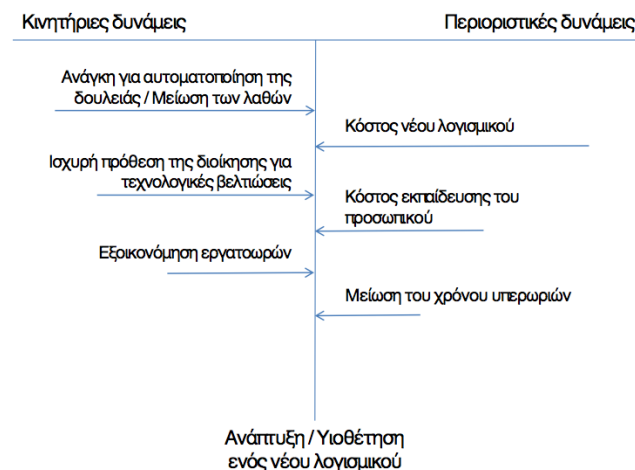 Κινητήριες δυνάμεις
Περιοριστικές δυνάμεις
Ανάγκη για αυτοματοποίηση της
δουλειάς / Μείωση των λαθών
Κόστος νέου λογισμικού
Ισχυρή πρόθεση της διοίκησης για
τεχνολογικές βελτιώσεις
Κόστος εκπαίδευσης του
προσωπικού
Εξοικονόμηση εργατοωρών
Μείωση του χρόνου υπερωριών
Ανάπτυξη / Υιοθέτηση
ενός νέου λογισμικού